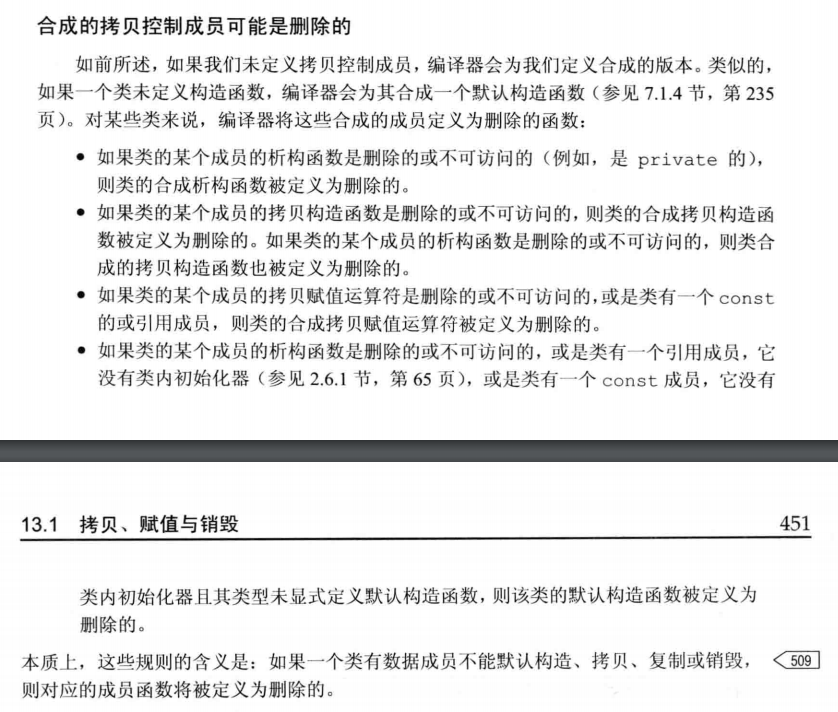 合成的拷贝控制成员可能是删除的
如前所述,如果我们未定义拷贝控制成员,编译器会为我们定义合成的版本。类似的,
如果一个类未定义构造函数,编译器会为其合成一个默认构造函数(参见 7.1.4 节,第 235
页)。对某些类来说,编译器将这些合成的成员定义为删除的函数:
● 如果类的某个成员的析构函数是删除的或不可访问的(例如,是 private 的),
则类的合成析构函数被定义为删除的。
● 如果类的某个成员的拷贝构造函数是删除的或不可访问的,则类的合成拷贝构造函
数被定义为删除的。如果类的某个成员的析构函数是删除的或不可访问的,则类合
成的拷贝构造函数也被定义为删除的。
● 如果类的某个成员的拷贝赋值运算符是删除的或不可访问的,或是类有一个 const
的或引用成员,则类的合成拷贝赋值运算符被定义为删除的。
● 如果类的某个成员的析构函数是删除的或不可访问的,或是类有一个引用成员,它
没有类内初始化器(参见 2.6.1 节,第 65 页),或是类有一个 const 成员,它没有
13.1 拷贝、赋值与销毁 451
类内初始化器且其类型未显式定义默认构造函数,则该类的默认构造函数被定义为
删除的。
本质上,这些规则的含义是:如果一个类有数据成员不能默认构造、拷贝、复制或销毁, 509
则对应的成员函数将被定义为删除的。